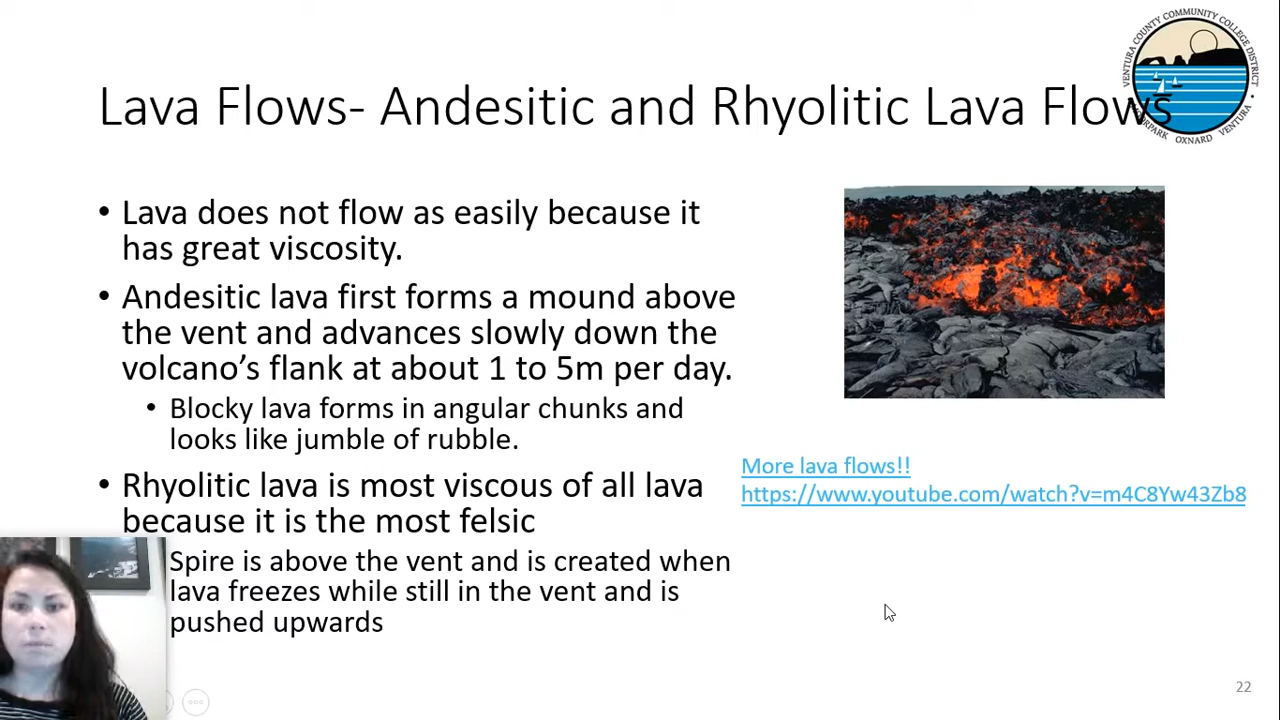 VENTURA COUNTY COMMUNITY COLLEGE DISTRICT
OXNARD VENTURA
Lava Flows- Andesitic and Rhyolitic Lava Flows
• Lava does not flow as easily because it
has great viscosity.
• Andesitic lava first forms a mound above
the vent and advances slowly down the
volcano’s flank at about 1 to 5m per day.
• Blocky lava forms in angular chunks and
looks like jumble of rubble.
• Rhyolitic lava is most viscous of all lava
because it is the most felsic
Spire is above the vent and is created when
lava freezes while still in the vent and is
pushed upwards
More lava flows!!
https://www.youtube.com/watch?v=m4C8Yw43Zb8
22